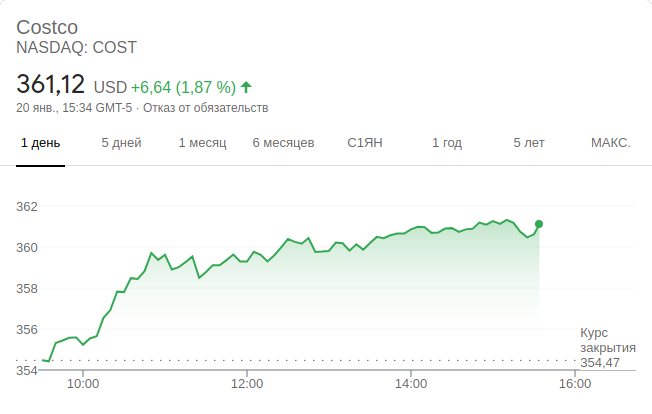 Costco
NASDAQ: COST
361,12 USD +6,64 (1,87 %)
20 янв., 15:34 GMT-5 · Отказ от обязательств
1 день 5 дней 1 месяц 6 месяцев С1ЯН 1 год 5 лет МАКС.
362
360
358
356
354
Курс
закрытия
354,47
10:00 12:00 14:00 16:00